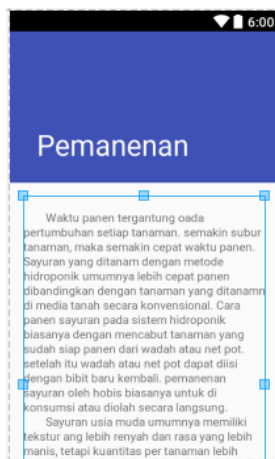 6:00
Pemanenan
Waktu panen tergantung oada
pertumbuhan setiap tanaman. semakin subur
tanaman, maka semakin cepat waktu panen.
Sayuran yang ditanam dengan metode
hidroponik umumnya lebih cepat panen
dibandingkan dengan tanaman yang ditanamn
di media tanah secara konvensional. Cara
panen sayuran pada sistem hidroponik
biasanya dengan mencabut tanaman yang
sudah siap panen dari wadah atau net pot.
setelah itu wadah atau net pot dapat diisi
dengan bibit baru kembali. pemanenan
sayuran oleh hobis biasanya untuk di
konsumsi atau diolah secara langsung.
Sayuran usia muda umumnya memiliki
tekstur ang lebih renyah dan rasa yang lebih
manis, tetapi kuantitas per tanaman lebih